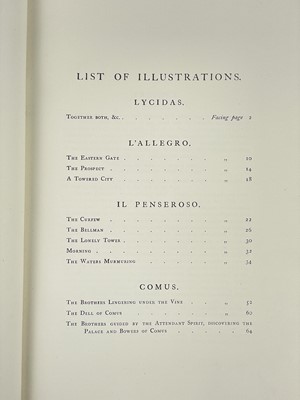 LIST OF ILLUSTRATIONS.
LYCIDAS.
Together both, &c. . . . . . . Facing page 2
L'ALLEGRO.
The Eastern Gate . . . . . . . „ 10
The Prospect . . . . . . . „ 14
A Towered City . . . . . . . „ 18
IL PENSEROSO.
The Curfew . . . . . . . „ 22
The Bellman . . . . . . . „ 26
The Lonely Tower . . . . . . . „ 30
Morning . . . . . . . . „ 32
The Waters Murmuring . . . . . . „ 34
COMUS.
The Brothers Lingering under the Vine . . . „ 52
The Dell of Comus . . . . . . „ 60
The Brothers guided by the Attendant Spirit, discovering the
Palace and Bowers of Comus . . . . „ 64